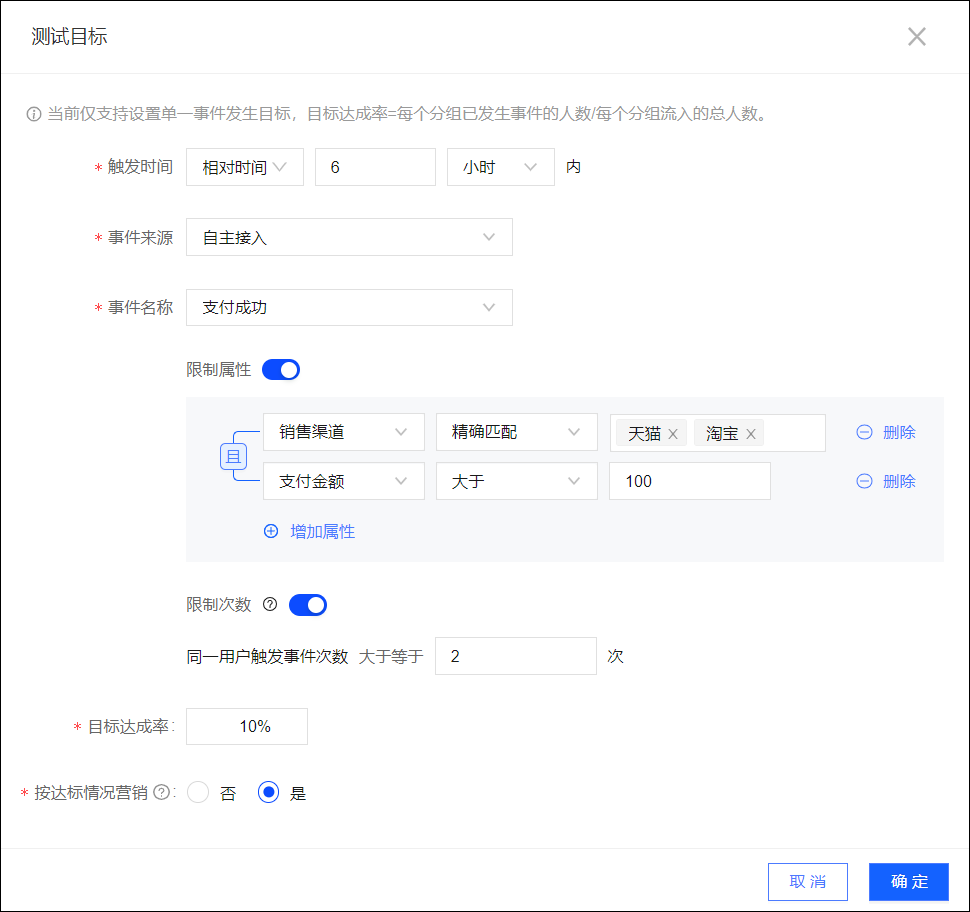 测试目标
当前仅支持设置单一事件发生目标，目标达成率=每个分组已发生事件的人数/每个分组流入的总人数。
* 触发时间 相对时间 6 小时 内
* 事件来源 自主接入
* 事件名称 支付成功
限制属性
销售渠道 精确匹配 天猫 × 淘宝 × 删除
且
支付金额 大于 100 删除
增加属性
限制次数
同一用户触发事件次数 大于等于 2 次
* 目标达成率: 10%
* 按达标情况营销 : 否 是
取 消 确 定